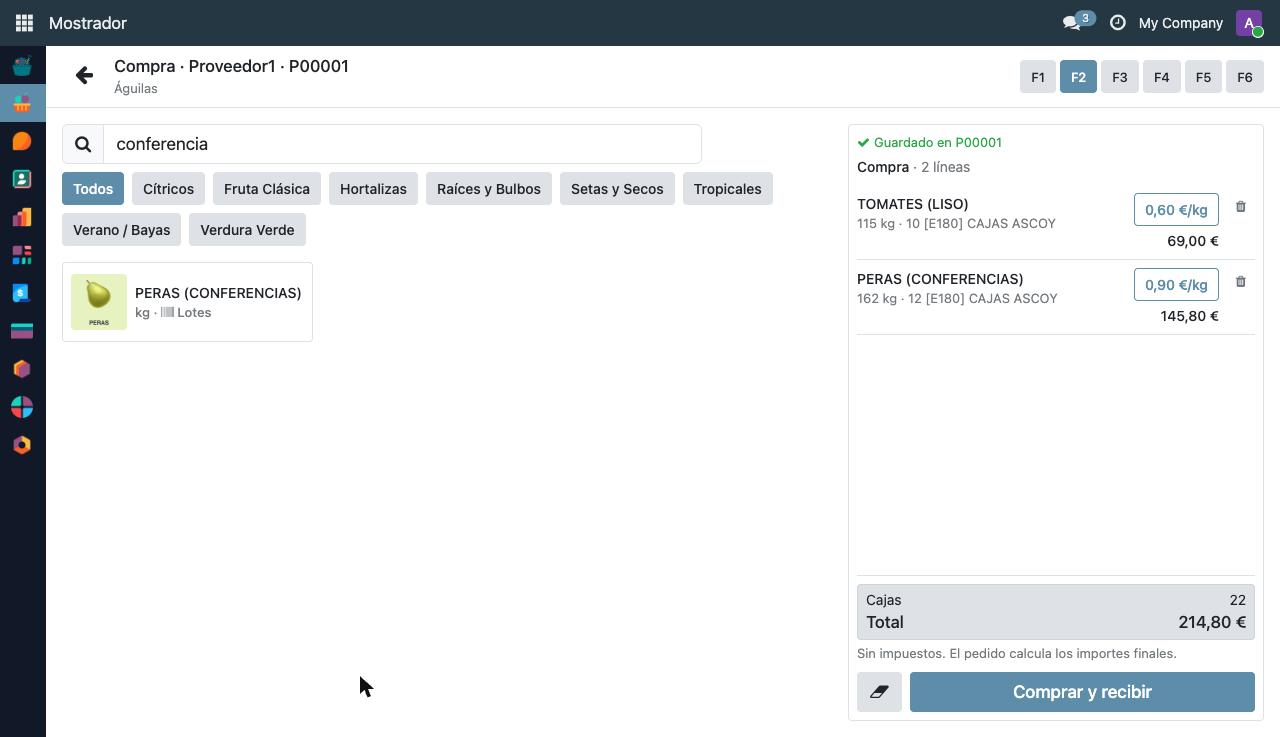 Mostrador
3
My Company
A
Compra · Proveedor1 · P00001
Águilas
F1
F2
F3
F4
F5
F6
conferencia
Todos
Cítricos
Fruta Clásica
Hortalizas
Raíces y Bulbos
Setas y Secos
Tropicales
Verano / Bayas
Verdura Verde
PERAS
PERAS (CONFERENCIAS)
kg · Lotes
Guardado en P00001
Compra · 2 líneas
TOMATES (LISO)
0,60 €/kg
115 kg · 10 [E180] CAJAS ASCOY
69,00 €
PERAS (CONFERENCIAS)
0,90 €/kg
162 kg · 12 [E180] CAJAS ASCOY
145,80 €
Cajas 22
Total 214,80 €
Sin impuestos. El pedido calcula los importes finales.
Comprar y recibir